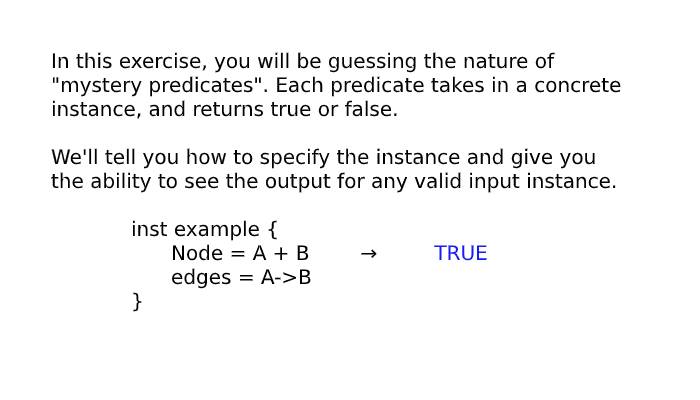 In this exercise, you will be guessing the nature of
"mystery predicates". Each predicate takes in a concrete
instance, and returns true or false.
We'll tell you how to specify the instance and give you
the ability to see the output for any valid input instance.
inst example {
Node = A + B → TRUE
edges = A->B
}